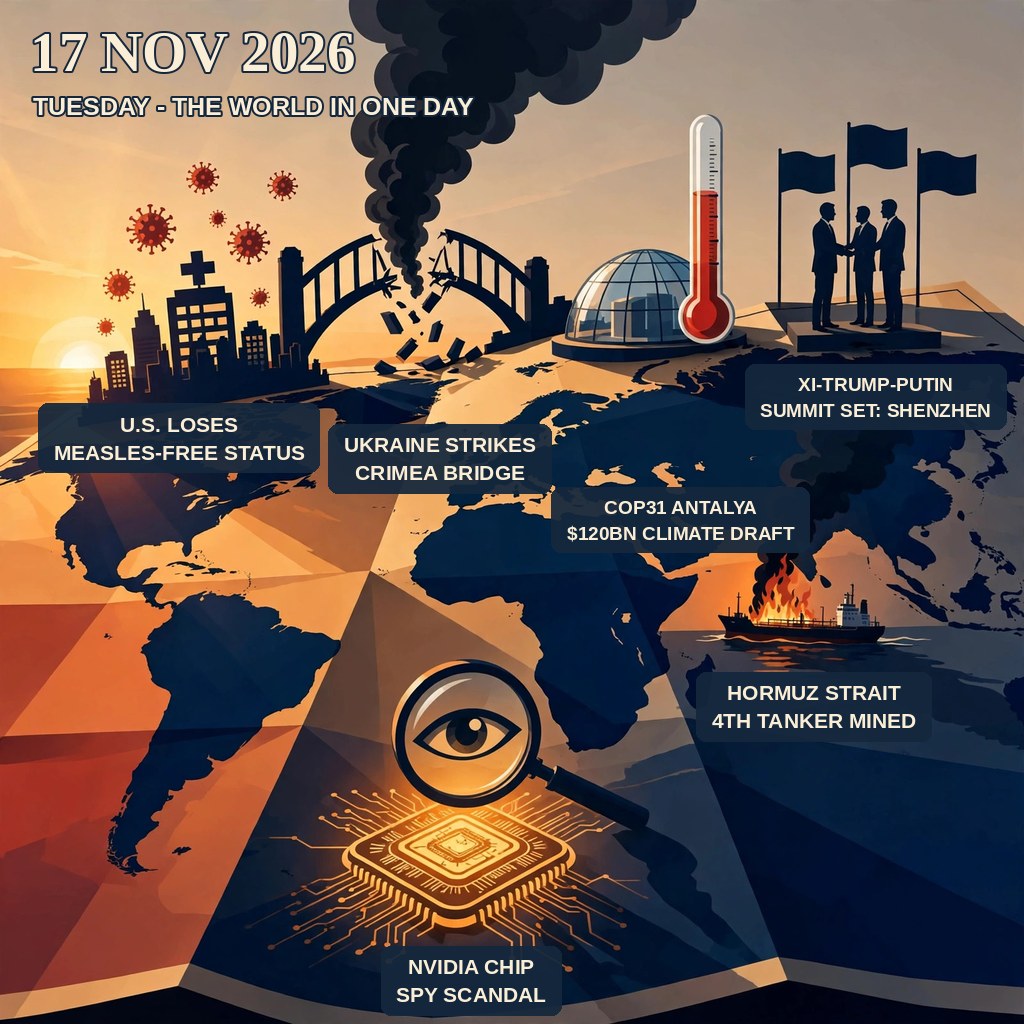 17 NOV 2026
TUESDAY - THE WORLD IN ONE DAY
XI-TRUMP-PUTIN
SUMMIT SET: SHENZHEN
U.S. LOSES
MEASLES-FREE STATUS
UKRAINE STRIKES
CRIMEA BRIDGE
COP31 ANTALYA
$120BN CLIMATE DRAFT
HORMUZ STRAIT
4TH TANKER MINED
NVIDIA CHIP
SPY SCANDAL